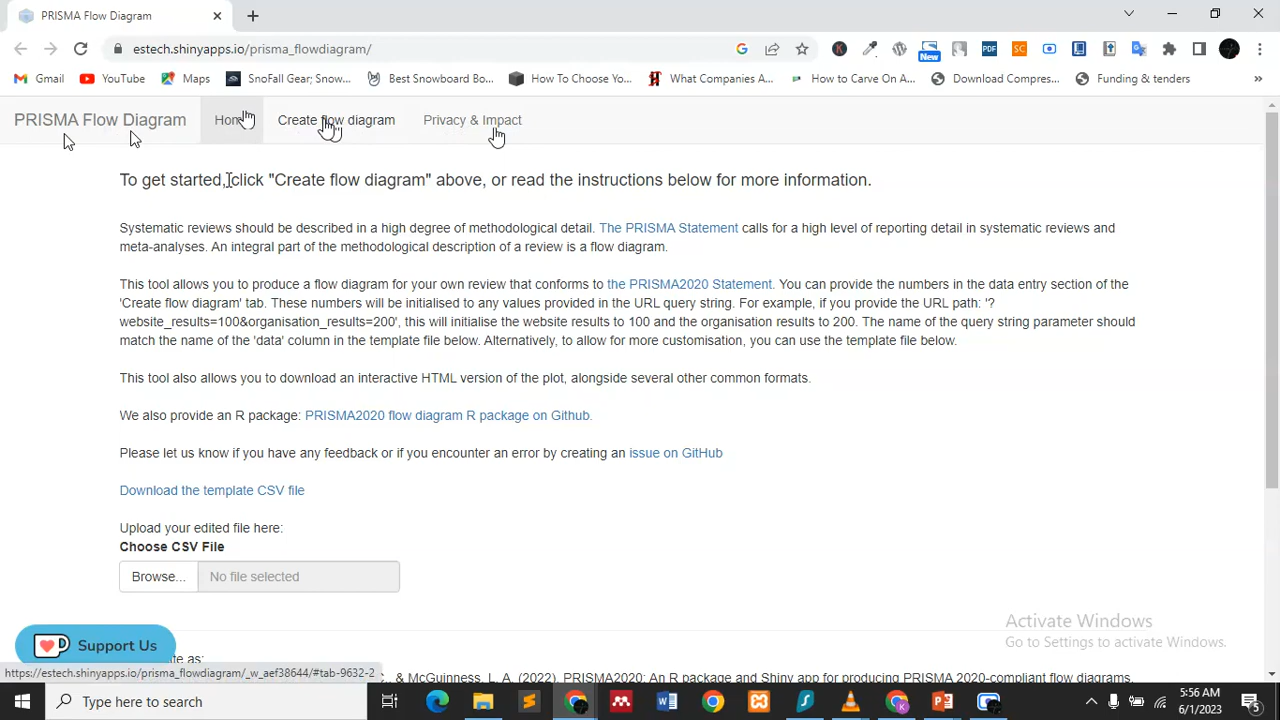 PRISMA Flow Diagram
estech.shinyapps.io/prisma_flowdiagram/
New
PDF
SC
Gmail
YouTube
Maps
SnoFall Gear; Snow...
Best Snowboard Bo...
How To Choose You...
What Companies A...
How to Carve On A...
Download Compres...
Funding & tenders
»
PRISMA Flow Diagram
Home
Create flow diagram
Privacy & Impact
To get started, click "Create flow diagram" above, or read the instructions below for more information.
Systematic reviews should be described in a high degree of methodological detail. The PRISMA Statement calls for a high level of reporting detail in systematic reviews and
meta-analyses. An integral part of the methodological description of a review is a flow diagram.
This tool allows you to produce a flow diagram for your own review that conforms to the PRISMA2020 Statement. You can provide the numbers in the data entry section of the
'Create flow diagram' tab. These numbers will be initialised to any values provided in the URL query string. For example, if you provide the URL path: '?
website_results=100&organisation_results=200', this will initialise the website results to 100 and the organisation results to 200. The name of the query string parameter should
match the name of the 'data' column in the template file below. Alternatively, to allow for more customisation, you can use the template file below.
This tool also allows you to download an interactive HTML version of the plot, alongside several other common formats.
We also provide an R package: PRISMA2020 flow diagram R package on Github.
Please let us know if you have any feedback or if you encounter an error by creating an issue on GitHub
Download the template CSV file
Upload your edited file here:
Choose CSV File
Browse... No file selected
Activate Windows
Go to Settings to activate Windows.
Support Us
https://estech.shinyapps.io/prisma_flowdiagram/_w_aef38644/#tab-9632-2
& McGuinness, L. A. (2022). PRISMA2020: An R package and Shiny app for producing PRISMA 2020-compliant flow diagrams,
Type here to search
5:56 AM
6/1/2023
5